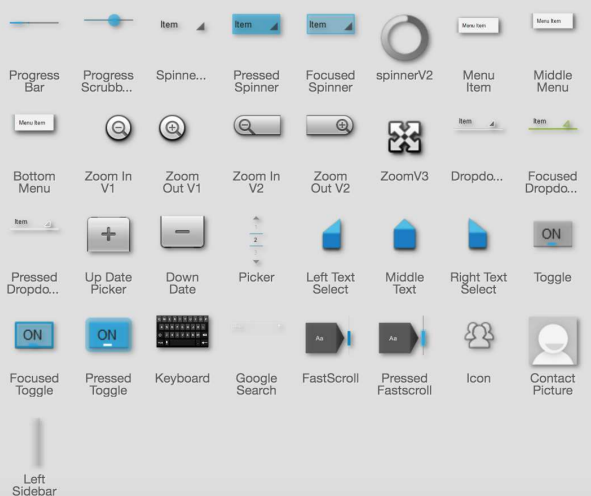 Item
Item
Item
Menu Item
Menu Item
Progress Bar
Progress Scrubb...
Spinne...
Pressed Spinner
Focused Spinner
spinnerV2
Menu Item
Middle Menu
Menu Item
Item
Item
Bottom Menu
Zoom In V1
Zoom Out V1
Zoom In V2
Zoom Out V2
ZoomV3
Dropdo...
Focused Dropdo...
Item
2
ON
Pressed Dropdo...
Up Date Picker
Down Date
Picker
Left Text Select
Middle Text
Right Text Select
Toggle
ON
ON
Aa
Aa
Focused Toggle
Pressed Toggle
Keyboard
Google Search
FastScroll
Pressed Fastscroll
Icon
Contact Picture
Left Sidebar